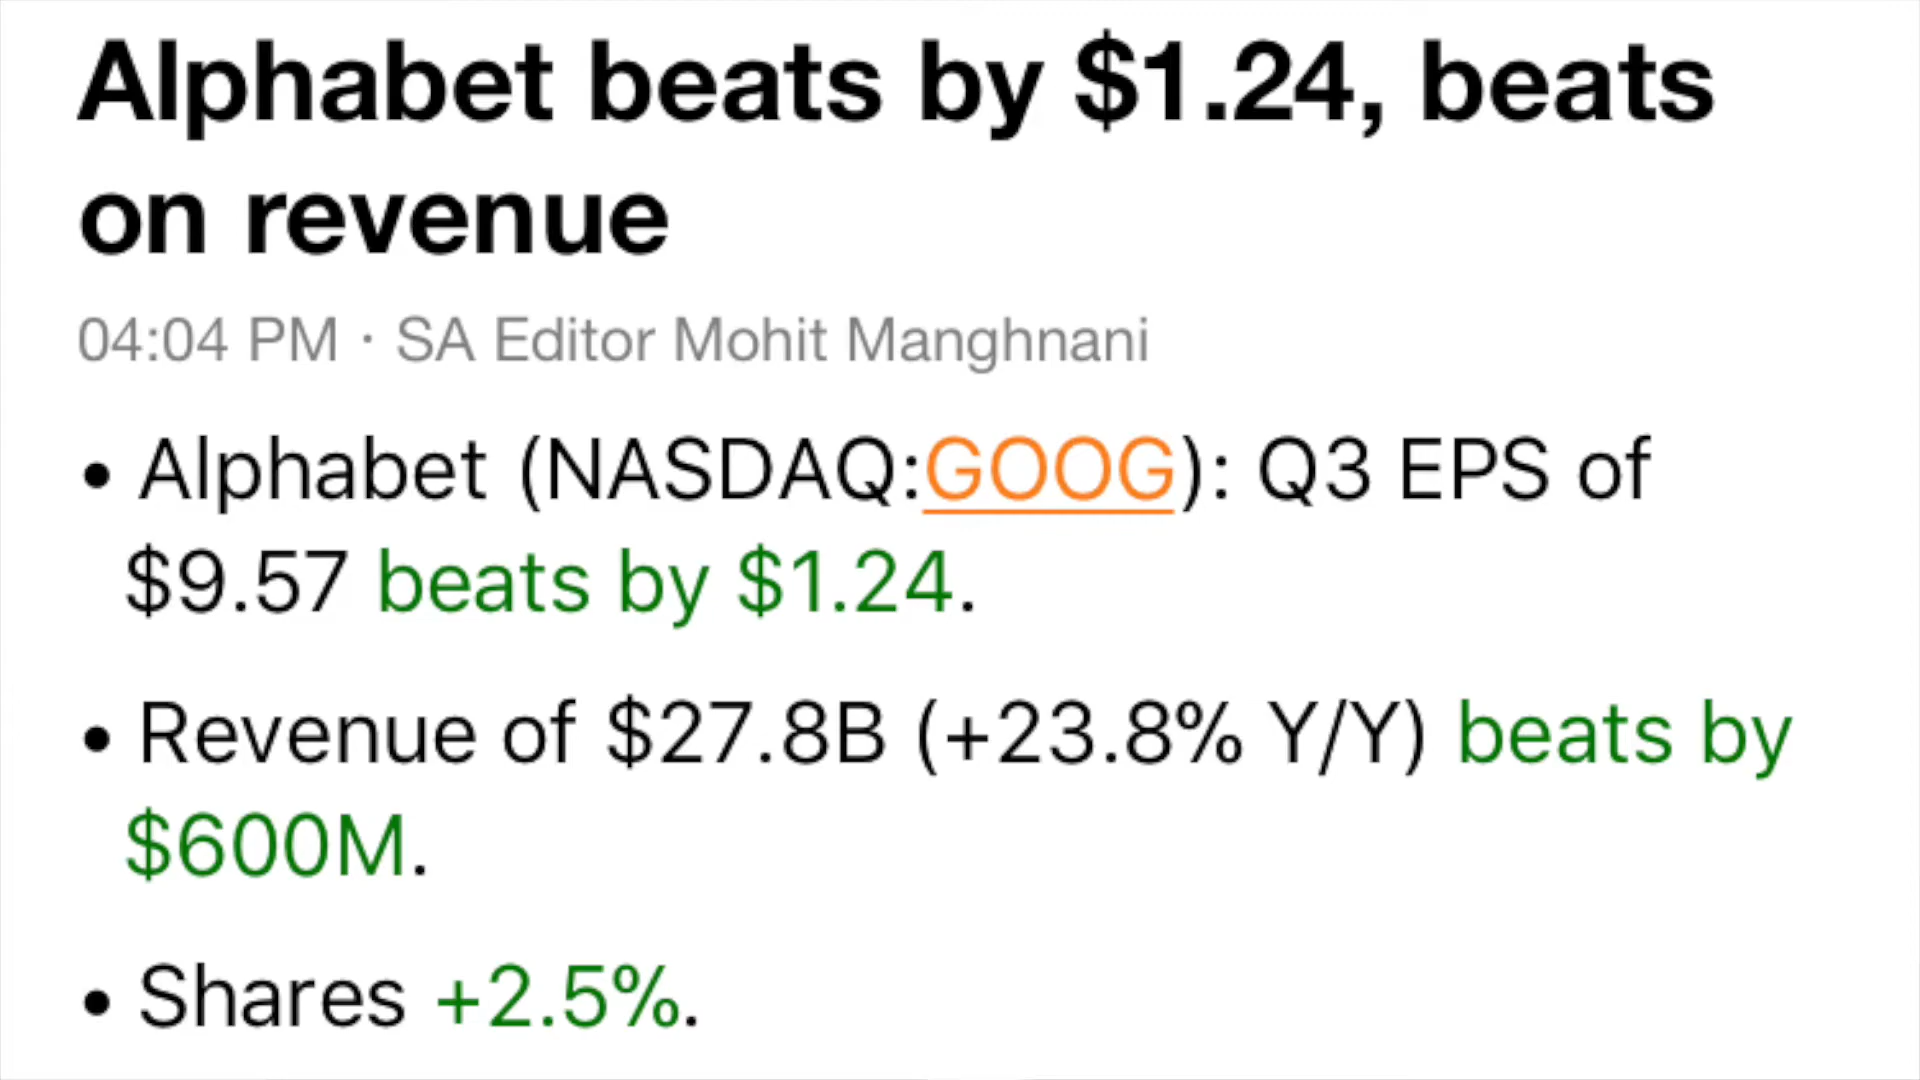 Alphabet beats by $1.24, beats
on revenue
04:04 PM · SA Editor Mohit Manghnani
• Alphabet (NASDAQ:GOOG): Q3 EPS of
$9.57 beats by $1.24.
• Revenue of $27.8B (+23.8% Y/Y) beats by
$600M.
• Shares +2.5%.